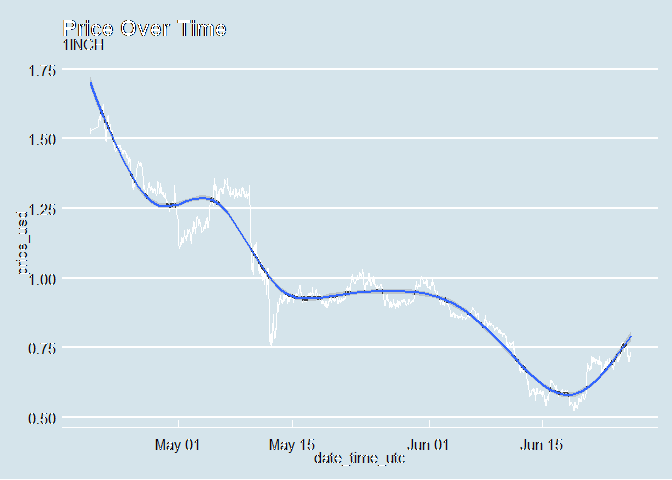 Price Over Time
1INCH
1.75
1.50
1.25
1.00
0.75
0.50
price_usd
May 01 May 15 Jun 01 Jun 15
date_time_utc